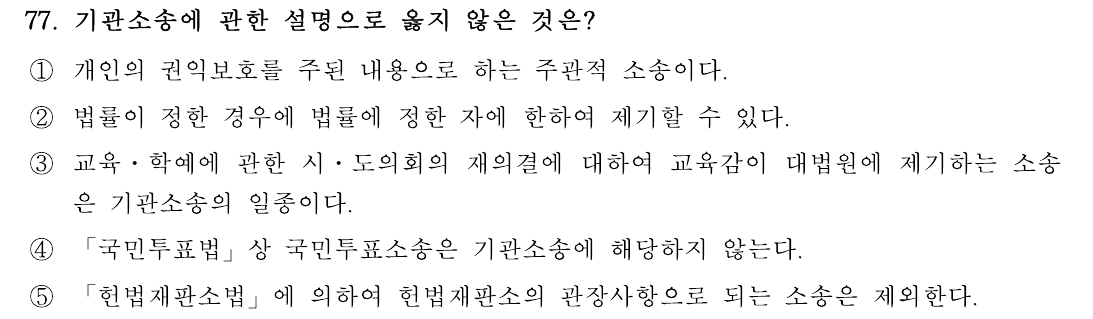 77. 기관소송에 관한 설명으로 옳지 않은 것은?
① 개인의 권익보호를 주된 내용으로 하는 주관적 소송이다.
② 법률이 정한 경우에 법률에 정한 자에 한하여 제기할 수 있다.
③ 교육・학예에 관한 시・도의회의 재의결에 대하여 교육감이 대법원에 제기하는 소송
은 기관소송의 일종이다.
④ 「국민투표법」상 국민투표소송은 기관소송에 해당하지 않는다.
⑤ 「헌법재판소법」에 의하여 헌법재판소의 관장사항으로 되는 소송은 제외한다.